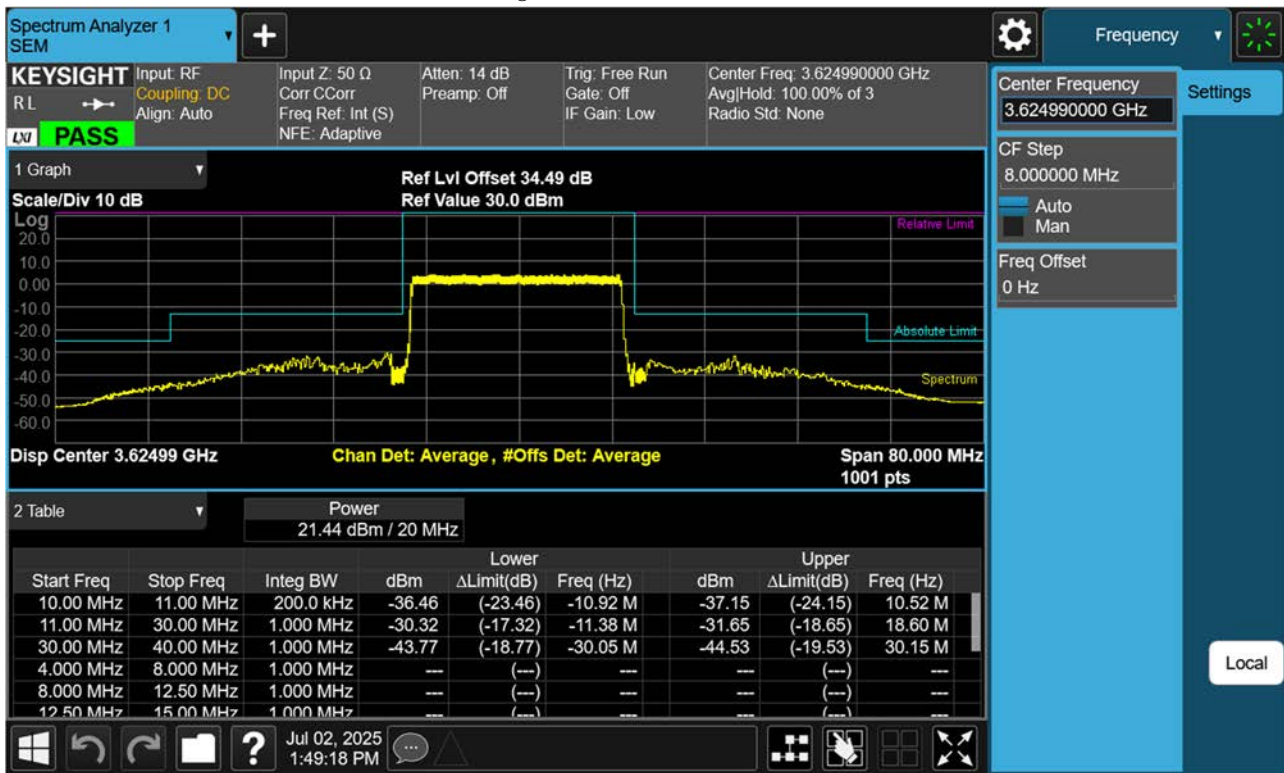 Spectrum Analyzer 1
SEM
Frequency
KEYSIGHT
R L
LXI
PASS
Input: RF
Coupling: DC
Align: Auto
Input Z: 50 Ω
Corr CCorr
Freq Ref: Int (S)
NFE: Adaptive
Atten: 14 dB
Preamp: Off
Trig: Free Run
Gate: Off
IF Gain: Low
Center Freq: 3.624990000 GHz
Avg|Hold: 100.00% of 3
Radio Std: None
Center Frequency
3.624990000 GHz
Settings
CF Step
8.000000 MHz
Auto
Man
Freq Offset
0 Hz
Local
1 Graph
Scale/Div 10 dB
Ref Lvl Offset 34.49 dB
Ref Value 30.0 dBm
Log
20.0
10.0
0.00
-10.0
-20.0
-30.0
-40.0
-50.0
-60.0
Relative Limit
Absolute Limit
Spectrum
Disp Center 3.62499 GHz
Chan Det: Average , #Offs Det: Average
Span 80.000 MHz
1001 pts
2 Table
Power
21.44 dBm / 20 MHz
Lower Upper
Start Freq Stop Freq Integ BW dBm ΔLimit(dB) Freq (Hz) dBm ΔLimit(dB) Freq (Hz)
10.00 MHz 11.00 MHz 200.0 kHz -36.46 (-23.46) -10.92 M -37.15 (-24.15) 10.52 M
11.00 MHz 30.00 MHz 1.000 MHz -30.32 (-17.32) -11.38 M -31.65 (-18.65) 18.60 M
30.00 MHz 40.00 MHz 1.000 MHz -43.77 (-18.77) -30.05 M -44.53 (-19.53) 30.15 M
4.000 MHz 8.000 MHz 1.000 MHz --- (---) --- --- (---) ---
8.000 MHz 12.50 MHz 1.000 MHz --- (---) --- --- (---) ---
12.50 MHz 15.00 MHz 1.000 MHz --- (---) --- --- (---) ---
?
Jul 02, 2025
1:49:18 PM